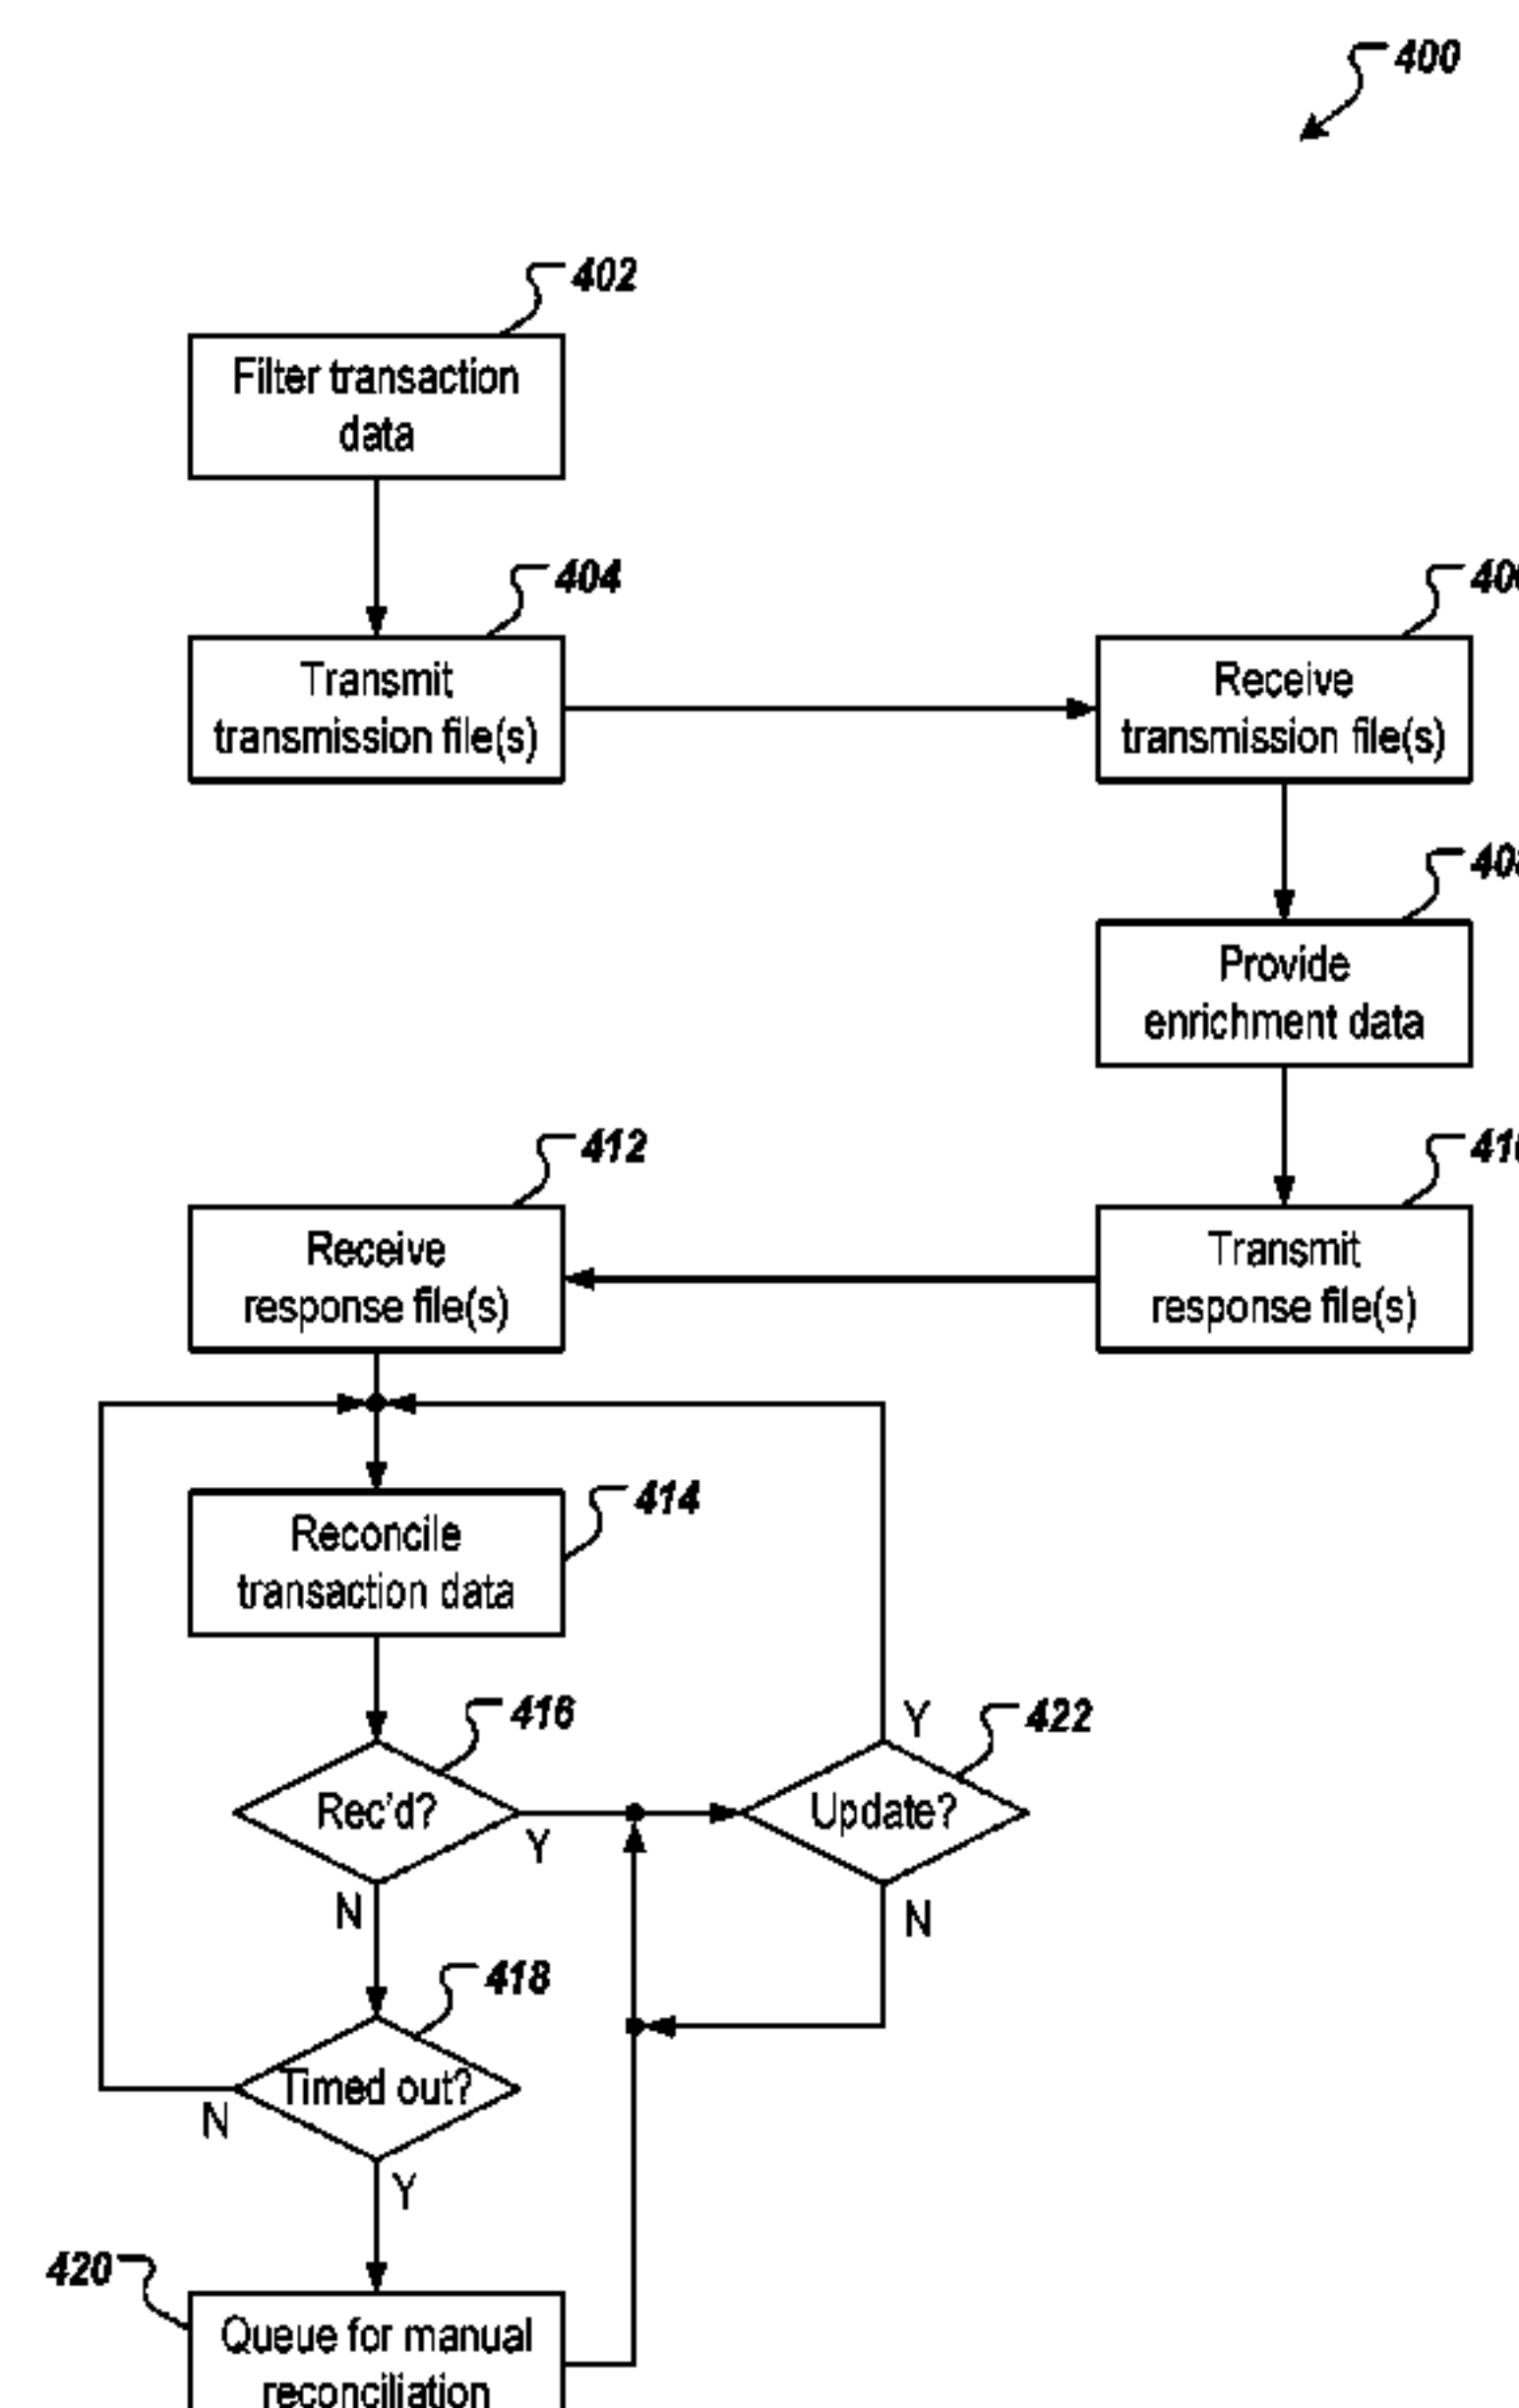 400
402
Filter transaction
data
404
Transmit
transmission file(s)
Receive
transmission file(s)
Provide
enrichment data
412
Receive
response file(s)
Transmit
response file(s)
414
Reconcile
transaction data
416
Rec'd?
Y
N
422
Update?
Y
N
418
Timed out?
N
Y
420
Queue for manual
reconciliation